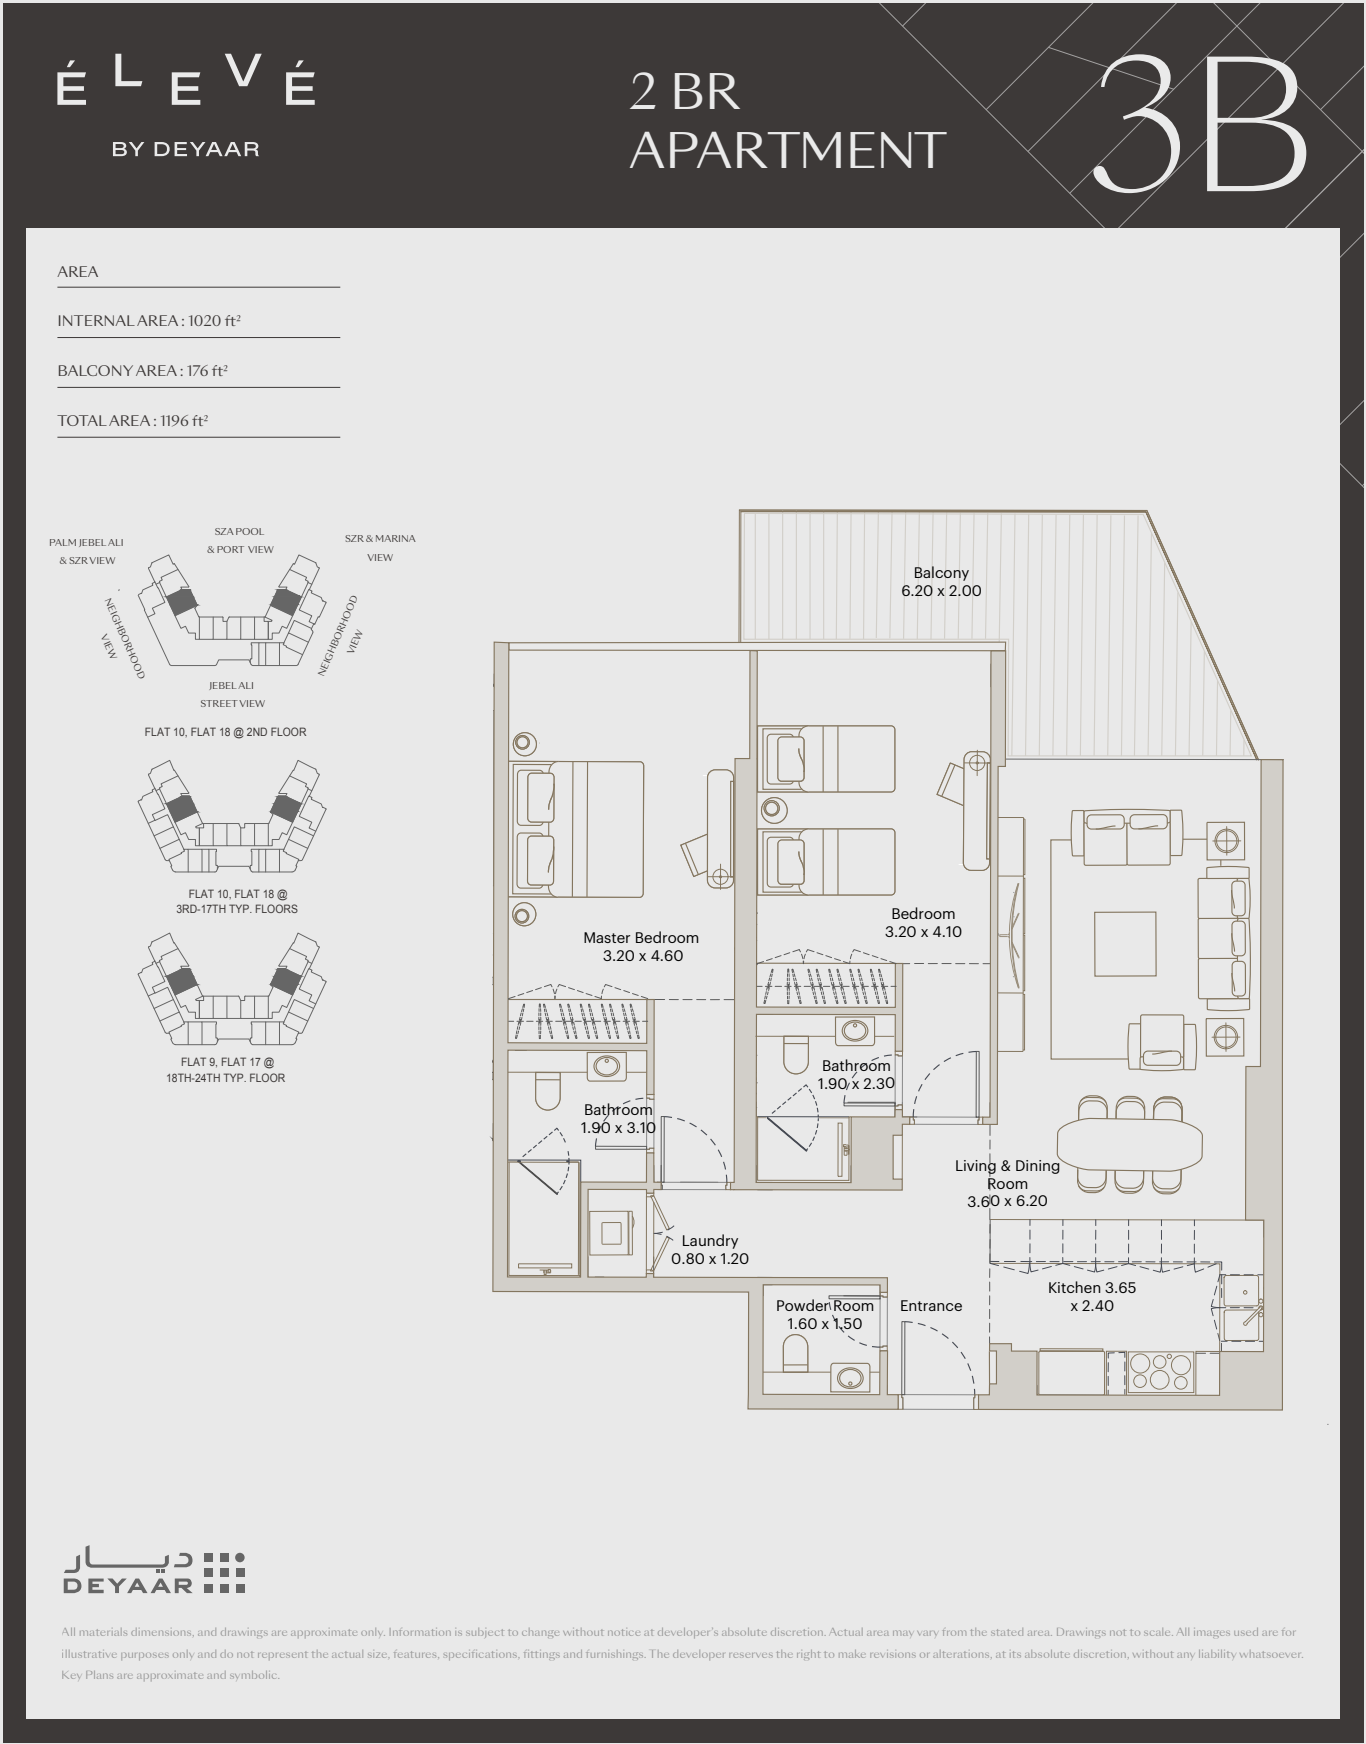 ÉLEVÉ
BY DEYAAR
2 BR
APARTMENT
3B
AREA
INTERNAL AREA : 1020 ft²
BALCONY AREA : 176 ft²
TOTAL AREA : 1196 ft²
PALM JEBEL ALI
& SZR VIEW
SZA POOL
& PORT VIEW
SZR & MARINA
VIEW
NEIGHBORHOOD
VIEW
NEIGHBORHOOD
VIEW
JEBEL ALI
STREET VIEW
FLAT 10, FLAT 18 @ 2ND FLOOR
FLAT 10, FLAT 18 @
3RD-17TH TYP. FLOORS
FLAT 9, FLAT 17 @
18TH-24TH TYP. FLOOR
Balcony
6.20 x 2.00
Bedroom
3.20 x 4.10
Master Bedroom
3.20 x 4.60
Bathroom
1.90 x 2.30
Bathroom
1.90 x 3.10
Living & Dining
Room
3.60 x 6.20
Laundry
0.80 x 1.20
Kitchen 3.65
x 2.40
Powder Room
1.60 x 1.50
Entrance
ديار
DEYAAR
All materials dimensions, and drawings are approximate only. Information is subject to change without notice at developer's absolute discretion. Actual area may vary from the stated area. Drawings not to scale. All images used are for
illustrative purposes only and do not represent the actual size, features, specifications, fittings and furnishings. The developer reserves the right to make revisions or alterations, at its absolute discretion, without any liability whatsoever.
Key Plans are approximate and symbolic.